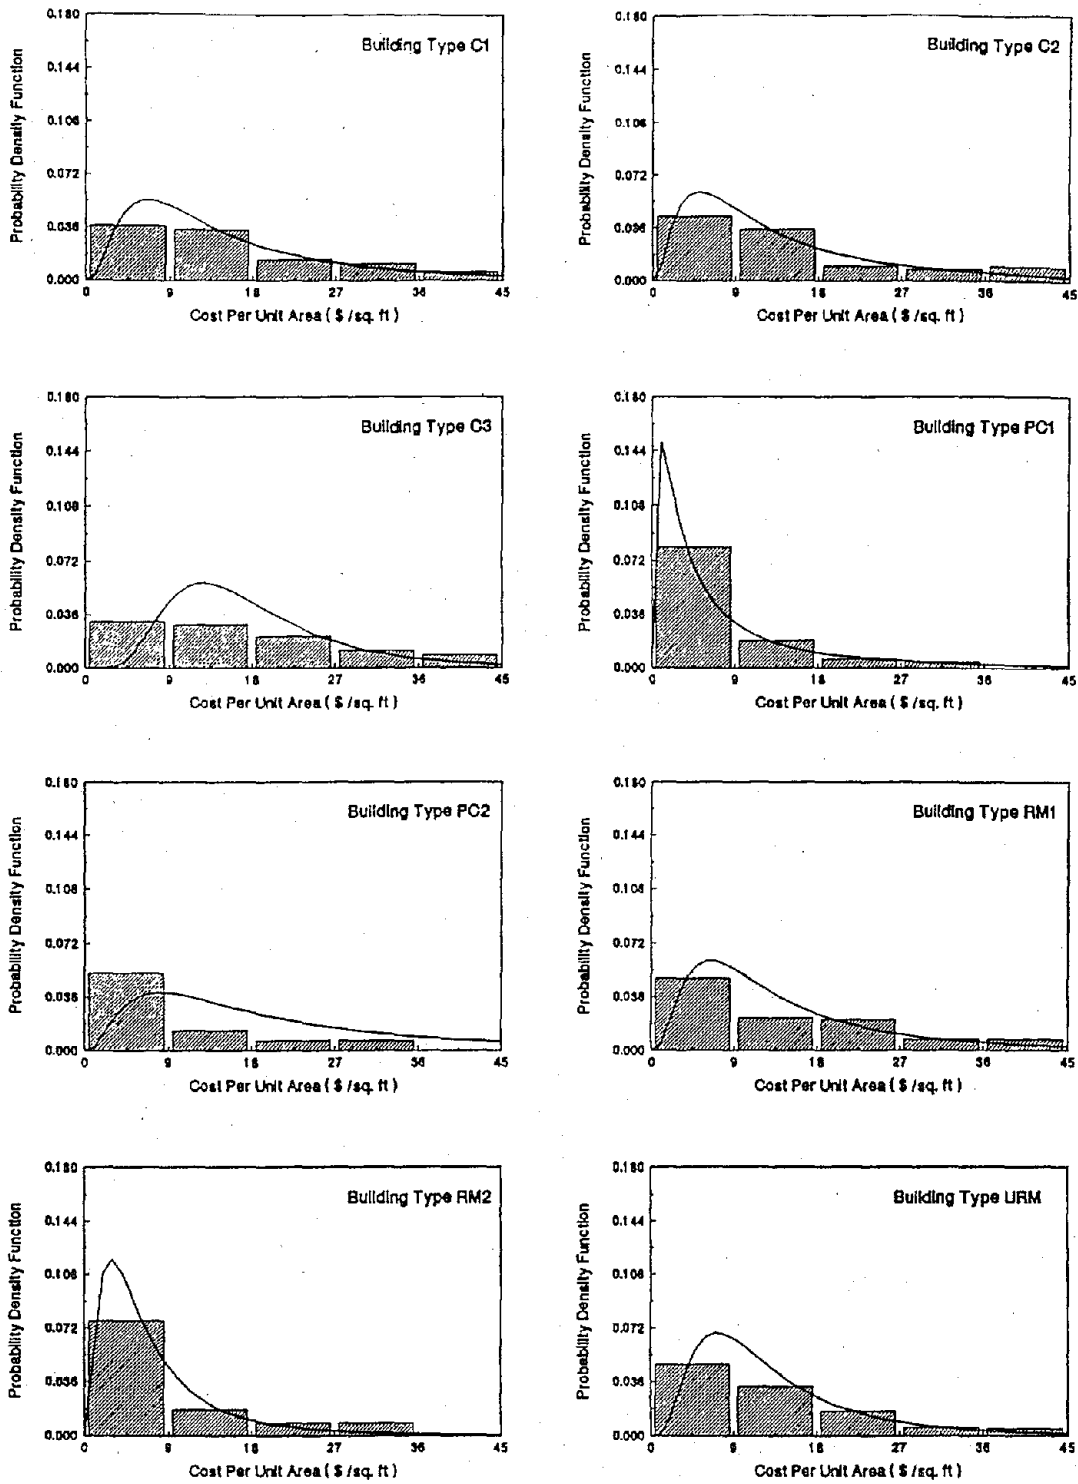 Building Type C1
Probability Density Function
0.180
0.144
0.108
0.072
0.036
0.000
0 9 18 27 36 45
Cost Per Unit Area ( $ /sq. ft )
Building Type C2
Probability Density Function
0.180
0.144
0.108
0.072
0.036
0.000
0 9 18 27 36 45
Cost Per Unit Area ( $ /sq. ft )
Building Type C3
Probability Density Function
0.180
0.144
0.108
0.072
0.036
0.000
0 9 18 27 36 45
Cost Per Unit Area ( $ /sq. ft )
Building Type PC1
Probability Density Function
0.180
0.144
0.108
0.072
0.036
0.000
0 9 18 27 36 45
Cost Per Unit Area ( $ /sq. ft )
Building Type PC2
Probability Density Function
0.180
0.144
0.108
0.072
0.036
0.000
0 9 18 27 36 45
Cost Per Unit Area ( $ /sq. ft )
Building Type RM1
Probability Density Function
0.180
0.144
0.108
0.072
0.036
0.000
0 9 18 27 36 45
Cost Per Unit Area ( $ /sq. ft )
Building Type RM2
Probability Density Function
0.180
0.144
0.108
0.072
0.036
0.000
0 9 18 27 36 45
Cost Per Unit Area ( $ /sq. ft )
Building Type URM
Probability Density Function
0.180
0.144
0.108
0.072
0.036
0.000
0 9 18 27 36 45
Cost Per Unit Area ( $ /sq. ft )